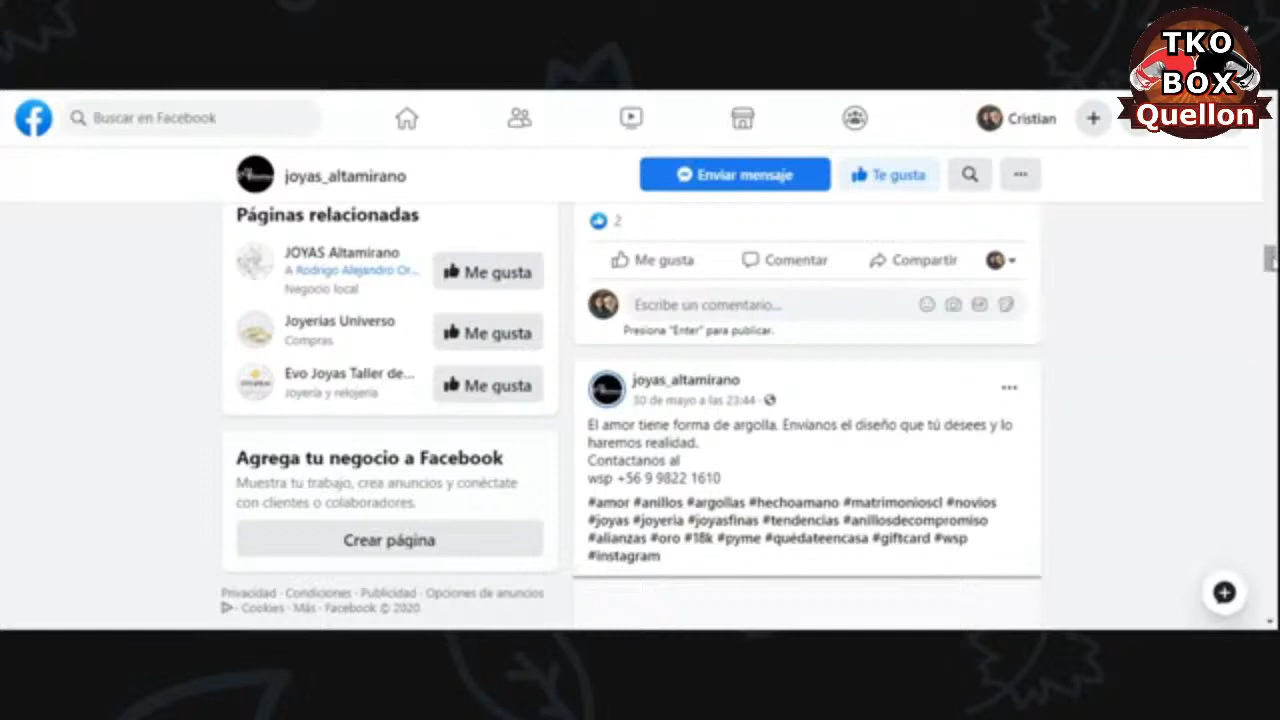 TKO
BOX
Quellon
Buscar en Facebook
Cristian
joyas_altamirano
Enviar mensaje
Te gusta
Páginas relacionadas
JOYAS Altamirano
A Rodrigo Alejandro Or...
Negocio local
Me gusta
Joyerias Universo
Compras
Me gusta
Evo Joyas Taller de...
Joyería y relojería
Me gusta
Agrega tu negocio a Facebook
Muestra tu trabajo, crea anuncios y conéctate
con clientes o colaboradores.
Crear página
Privacidad · Condiciones · Publicidad · Opciones de anuncios
· Cookies · Más · Facebook © 2020
2
Me gusta
Comentar
Compartir
Escribe un comentario...
Presiona "Enter" para publicar.
joyas_altamirano
30 de mayo a las 23:44 ·
El amor tiene forma de argolla. Envíanos el diseño que tú desees y lo
haremos realidad.
Contactanos al
wsp +56 9 9822 1610
#amor #anillos #argollas #hechoamano #matrimonioscl #novios
#joyas #joyeria #joyasfinas #tendencias #anillosdecompromiso
#alianzas #oro #18k #pyme #quédateencasa #giftcard #wsp
#instagram